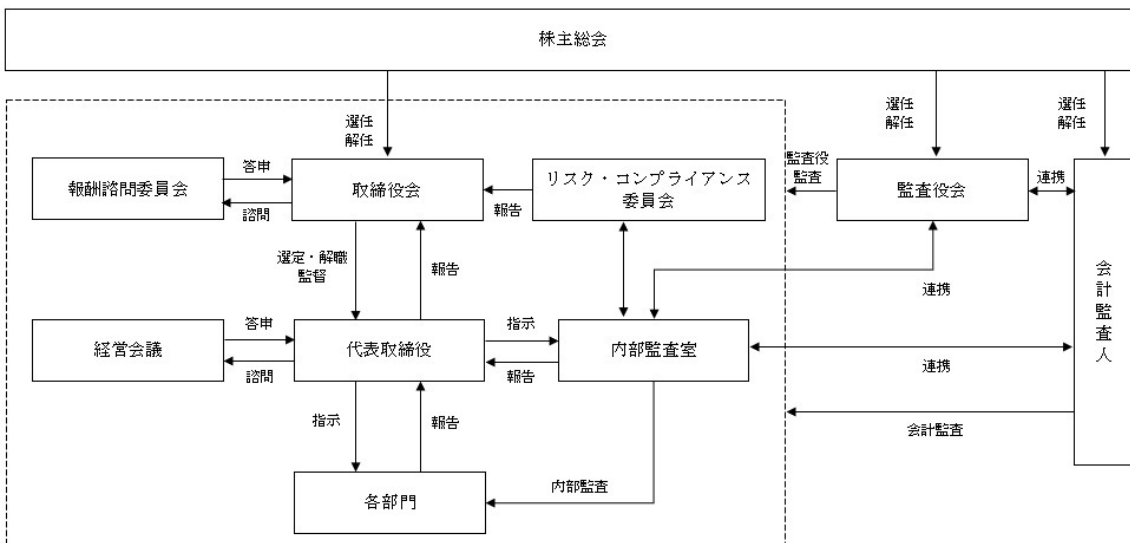 株主総会
選任
解任
選任
解任
選任
解任
報酬諮問委員会
答申
諮問
取締役会
報告
リスク・コンプライアンス
委員会
監査役
監査
監査役会
連携
会計監査人
選定・解職
監督
報告
連携
経営会議
答申
諮問
代表取締役
指示
報告
内部監査室
連携
指示
報告
会計監査
各部門
内部監査